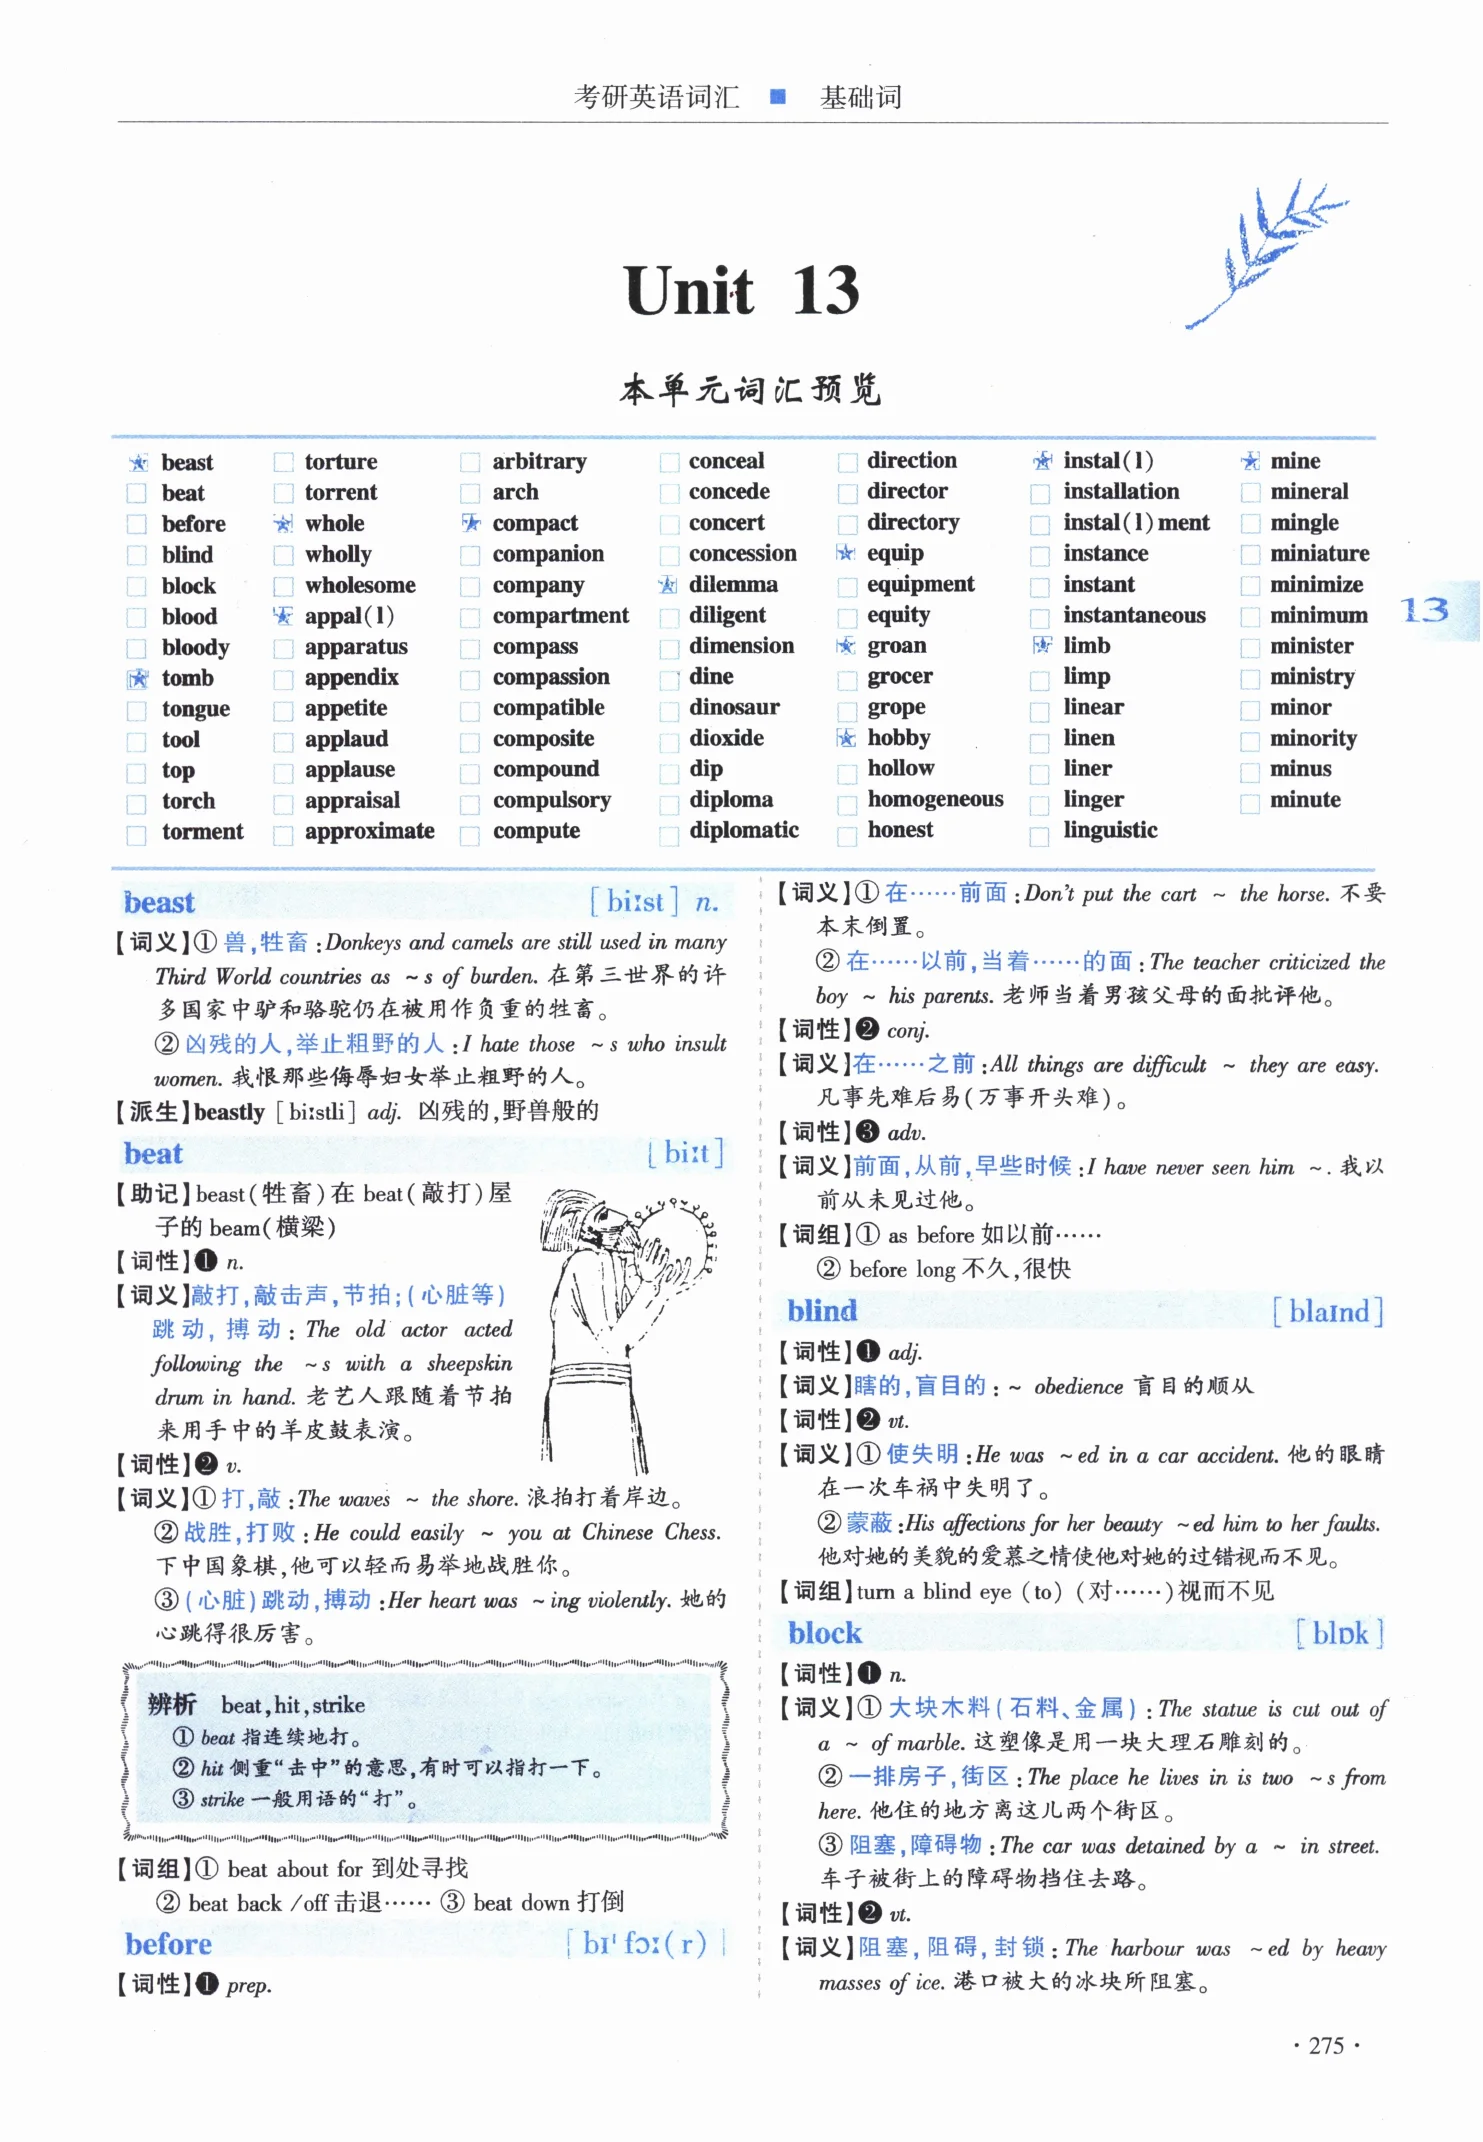 考研英语词汇 ■ 基础词
Unit 13
本单元词汇预览
beast torture arbitrary conceal direction instal(l) mine
beat torrent arch concede director installation mineral
before whole compact concert directory instal(l)ment mingle
blind wholly companion concession equip instance miniature
block wholesome company dilemma equipment instant minimize
blood appal(l) compartment diligent equity instantaneous minimum
bloody apparatus compass dimension groan limb minister
tomb appendix compassion dine grocer limp ministry
tongue appetite compatible dinosaur grope linear minor
tool applaud composite dioxide hobby linen minority
top applause compound dip hollow liner minus
torch appraisal compulsory diploma homogeneous linger minute
torment approximate compute diplomatic honest linguistic
13
beast [biːst] n.
【词义】①兽,牲畜:Donkeys and camels are still used in many
Third World countries as ~s of burden. 在第三世界的许
多国家中驴和骆驼仍在被用作负重的牲畜。
②凶残的人,举止粗野的人:I hate those ~s who insult
women. 我恨那些侮辱妇女举止粗野的人。
【派生】beastly [biːstli] adj. 凶残的,野兽般的
beat [biːt]
【助记】beast(牲畜)在 beat(敲打)屋
子的 beam(横梁)
【词性】❶ n.
【词义】敲打,敲击声,节拍;(心脏等)
跳动,搏动:The old actor acted
following the ~s with a sheepskin
drum in hand. 老艺人跟随着节拍
来用手中的羊皮鼓表演。
【词性】❷ v.
【词义】①打,敲:The waves ~ the shore. 浪拍打着岸边。
②战胜,打败:He could easily ~ you at Chinese Chess.
下中国象棋,他可以轻而易举地战胜你。
③(心脏)跳动,搏动:Her heart was ~ing violently. 她的
心跳得很厉害。
辨析 beat,hit,strike
①beat 指连续地打。
②hit 侧重“击中”的意思,有时可以指打一下。
③strike 一般用语的“打”。
【词组】① beat about for 到处寻找
② beat back /off 击退…… ③ beat down 打倒
before [bɪˈfɔː(r)]
【词性】❶ prep.
【词义】①在……前面:Don't put the cart ~ the horse. 不要
本末倒置。
②在……以前,当着……的面:The teacher criticized the
boy ~ his parents. 老师当着男孩父母的面批评他。
【词性】❷ conj.
【词义】在……之前:All things are difficult ~ they are easy.
凡事先难后易(万事开头难)。
【词性】❸ adv.
【词义】前面,从前,早些时候:I have never seen him ~. 我以
前从未见过他。
【词组】① as before 如以前……
② before long 不久,很快
blind [blaɪnd]
【词性】❶ adj.
【词义】瞎的,盲目的:~ obedience 盲目的顺从
【词性】❷ vt.
【词义】①使失明:He was ~ed in a car accident. 他的眼睛
在一次车祸中失明了。
②蒙蔽:His affections for her beauty ~ed him to her faults.
他对她的美貌的爱慕之情使他对她的过错视而不见。
【词组】turn a blind eye (to) (对……)视而不见
block [blɒk]
【词性】❶ n.
【词义】①大块木料(石料、金属):The statue is cut out of
a ~ of marble. 这塑像是用一块大理石雕刻的。
②一排房子,街区:The place he lives in is two ~s from
here. 他住的地方离这儿两个街区。
③阻塞,障碍物:The car was detained by a ~ in street.
车子被街上的障碍物挡住去路。
【词性】❷ vt.
【词义】阻塞,阻碍,封锁:The harbour was ~ed by heavy
masses of ice. 港口被大的冰块所阻塞。
·275·